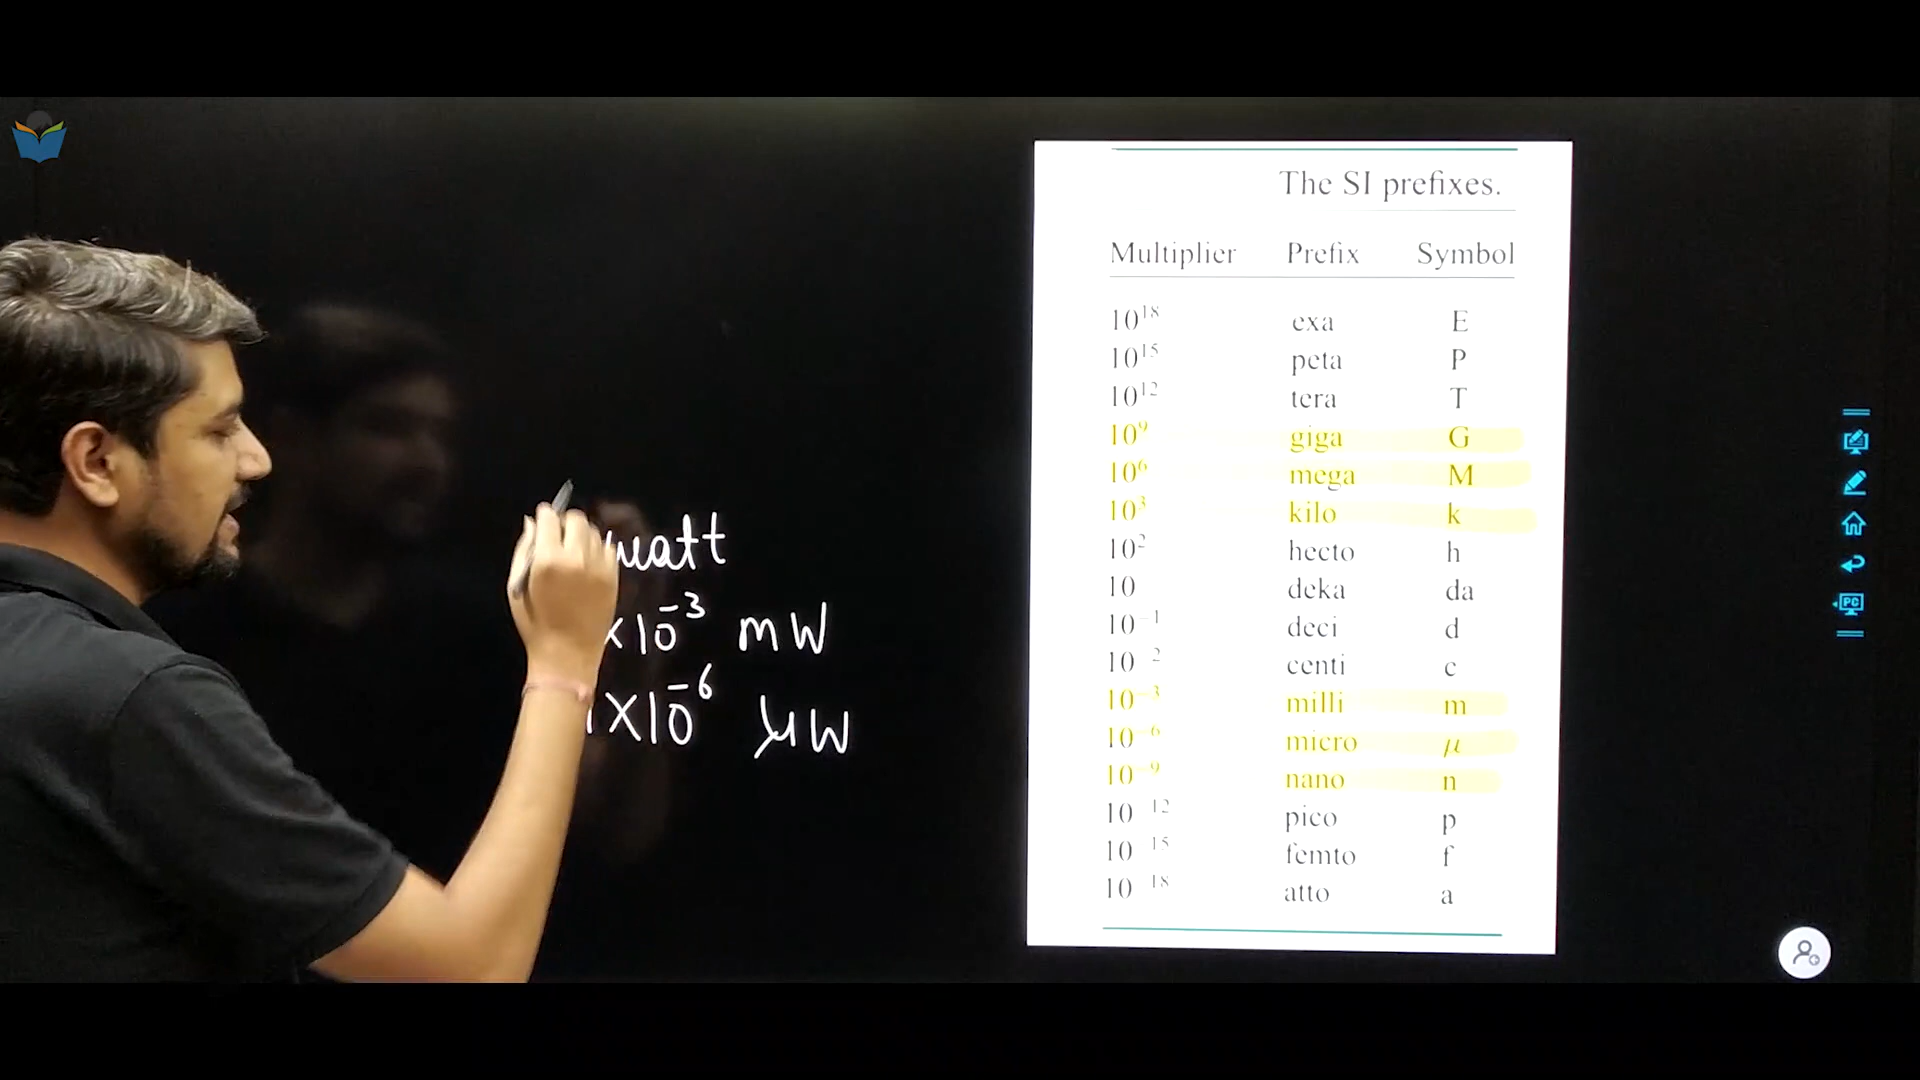 watt
×10⁻³ mW
1×10⁻⁶ μW
The SI prefixes.
Multiplier Prefix Symbol
10¹⁸ exa E
10¹⁵ peta P
10¹² tera T
10⁹ giga G
10⁶ mega M
10³ kilo k
10² hecto h
10 deka da
10⁻¹ deci d
10⁻² centi c
10⁻³ milli m
10⁻⁶ micro μ
10⁻⁹ nano n
10⁻¹² pico p
10⁻¹⁵ femto f
10⁻¹⁸ atto a
PC